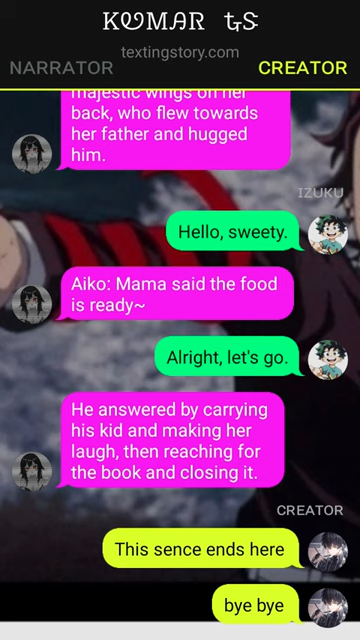 KUMAR ts
textingstory.com
NARRATOR CREATOR
majestic wings on her
back, who flew towards
her father and hugged
him.
IZUKU
Hello, sweety.
Aiko: Mama said the food
is ready~
Alright, let's go.
He answered by carrying
his kid and making her
laugh, then reaching for
the book and closing it.
CREATOR
This sence ends here
bye bye